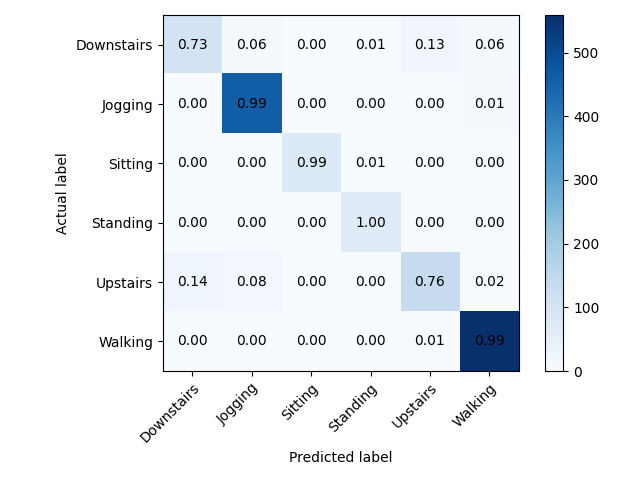 Downstairs 0.73 0.06 0.00 0.01 0.13 0.06
Jogging 0.00 0.99 0.00 0.00 0.00 0.01
Sitting 0.00 0.00 0.99 0.01 0.00 0.00
Standing 0.00 0.00 0.00 1.00 0.00 0.00
Upstairs 0.14 0.08 0.00 0.00 0.76 0.02
Walking 0.00 0.00 0.00 0.00 0.01 0.99
Actual label
Downstairs Jogging Sitting Standing Upstairs Walking
Predicted label
500
400
300
200
100
0